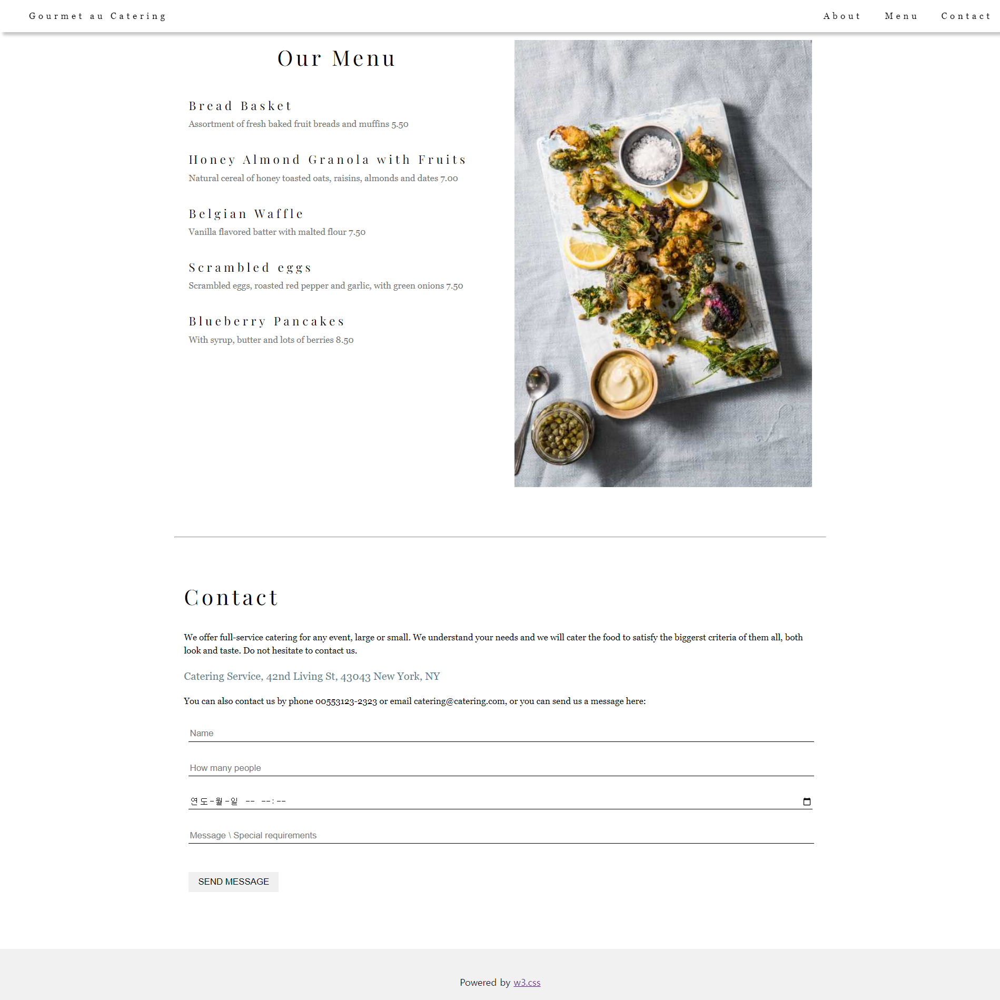 Gourmet au Catering
About Menu Contact
Our Menu
Bread Basket
Assortment of fresh baked fruit breads and muffins 5.50
Honey Almond Granola with Fruits
Natural cereal of honey toasted oats, raisins, almonds and dates 7.00
Belgian Waffle
Vanilla flavored batter with malted flour 7.50
Scrambled eggs
Scrambled eggs, roasted red pepper and garlic, with green onions 7.50
Blueberry Pancakes
With syrup, butter and lots of berries 8.50
Contact
We offer full-service catering for any event, large or small. We understand your needs and we will cater the food to satisfy the biggerst criteria of them all, both
look and taste. Do not hesitate to contact us.
Catering Service, 42nd Living St, 43043 New York, NY
You can also contact us by phone 00553123-2323 or email catering@catering.com, or you can send us a message here:
Name
How many people
연도-월-일 -- --:--
Message \ Special requirements
SEND MESSAGE
Powered by w3.css